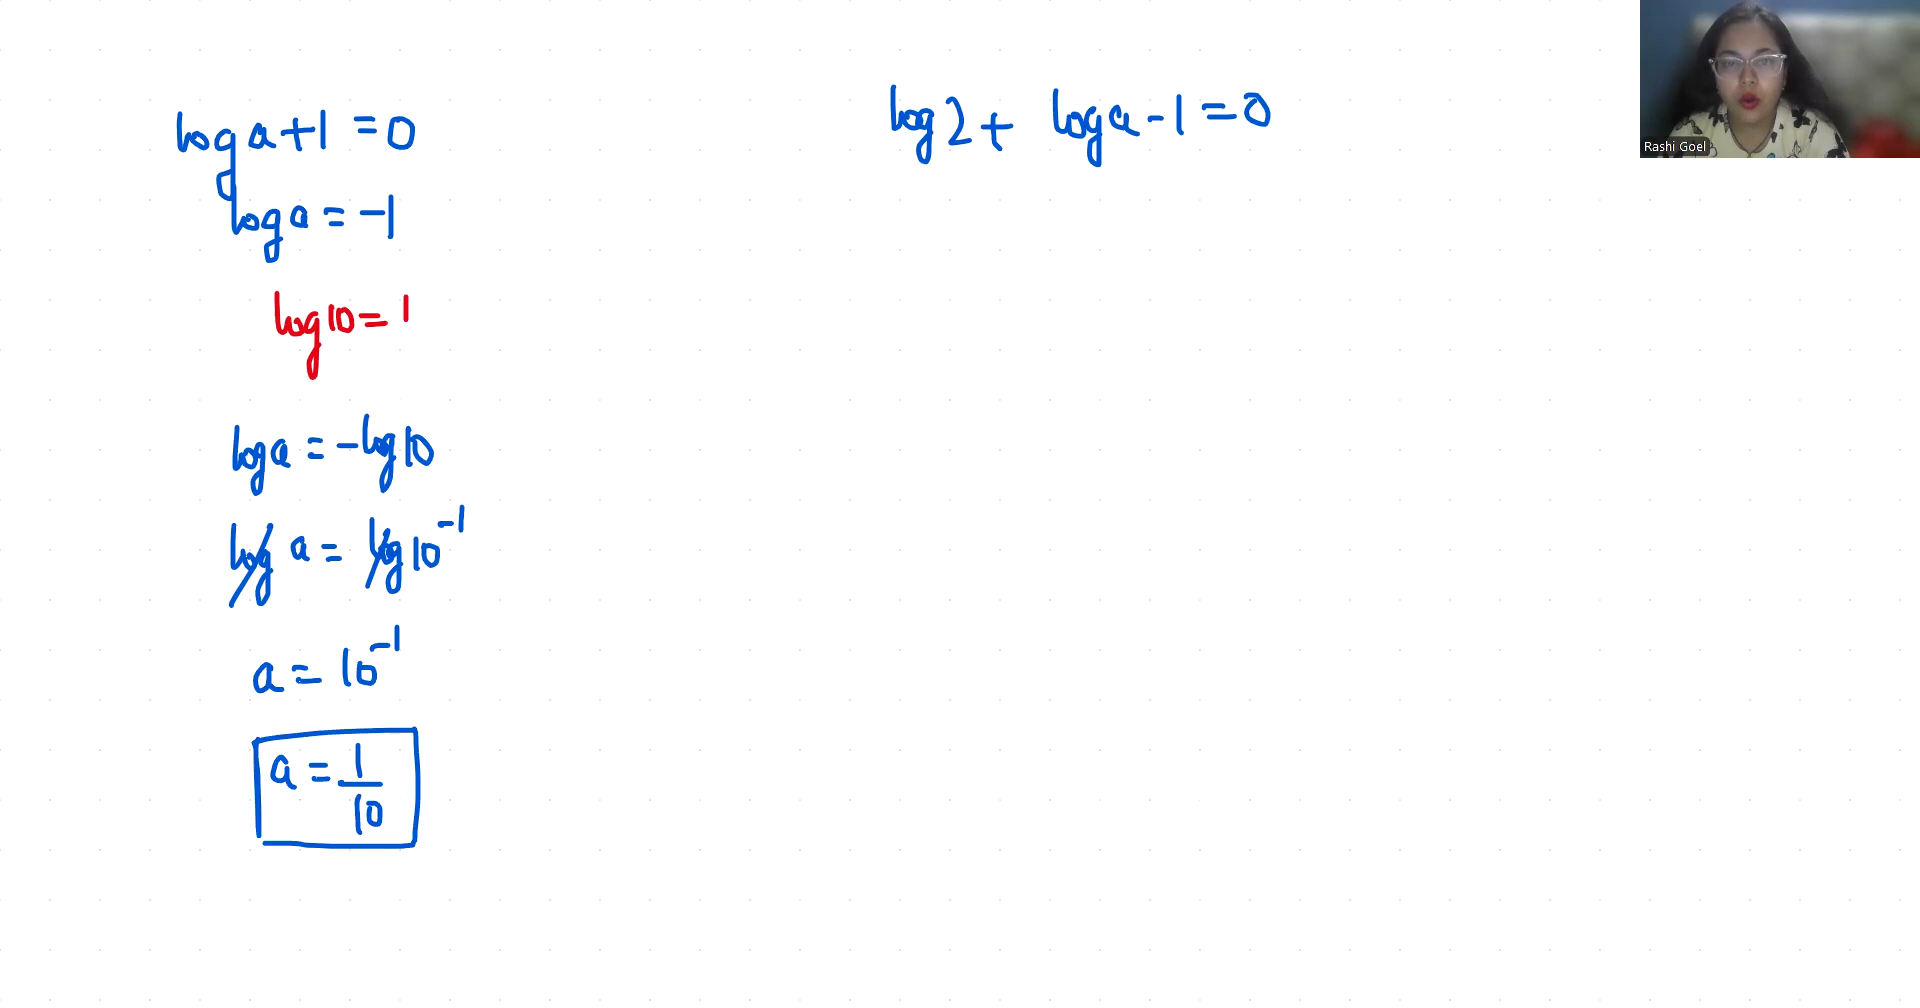 log a + 1 = 0
log a = -1
log 10 = 1
log a = -log 10
log a = log 10⁻¹
a = 10⁻¹
a = 1/10
log 2 + log a - 1 = 0
Rashi Goel